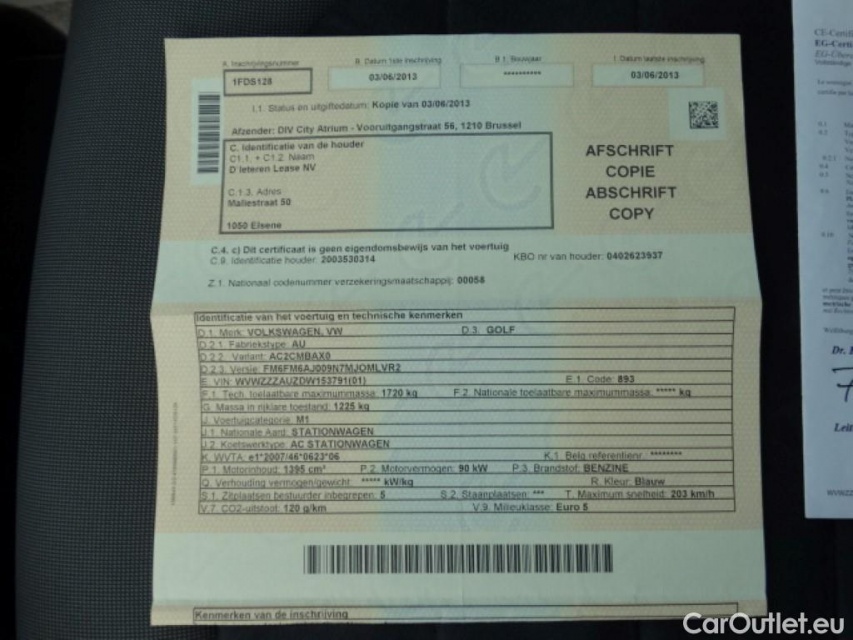 A. Inschrijvingsnummer B. Datum 1ste inschrijving B.1. Bouwjaar I. Datum laatste inschrijving
1FDS128 03/06/2013 ********** 03/06/2013
I.1. Status en uitgiftedatum: Kopie van 03/06/2013
Afzender: DIV City Atrium - Vooruitgangstraat 56, 1210 Brussel
C. Identificatie van de houder
C1.1. + C1.2. Naam
D'Ieteren Lease NV
C.1.3. Adres
Maliestraat 50
1050 Elsene
AFSCHRIFT
COPIE
ABSCHRIFT
COPY
C.4. c) Dit certificaat is geen eigendomsbewijs van het voertuig
C.9. Identificatie houder: 2003530314 KBO nr van houder: 0402623937
Z.1. Nationaal codenummer verzekeringsmaatschappij: 00058
Identificatie van het voertuig en technische kenmerken
D.1. Merk: VOLKSWAGEN, VW D.3. GOLF
D.2.1. Fabriekstype: AU
D.2.2. Variant: AC2CMBAX0
D.2.3. Versie: FM6FM6AJ009N7MJOMLVR2
E. VIN: WVWZZZAUZDW153791(01) E.1. Code: 893
F.1. Tech. toelaatbare maximummassa: 1720 kg F.2. Nationale toelaatbare maximummassa: ***** kg
G. Massa in rijklare toestand: 1225 kg
J. Voertuigcategorie: M1
J.1. Nationale Aard: STATIONWAGEN
J.2. Koetswerktype: AC STATIONWAGEN
K. WVTA: e1*2007/46*0623*06 K.1. Belg.referentienr.: ********
P.1. Motorinhoud: 1395 cm³ P.2. Motorvermogen: 90 kW P.3. Brandstof: BENZINE
Q. Verhouding vermogen/gewicht: ***** kW/kg R. Kleur: Blauw
S.1. Zitplaatsen bestuurder inbegrepen: 5 S.2. Staanplaatsen: *** T. Maximum snelheid: 203 km/h
V.7. CO2-uitstoot: 120 g/km V.9. Milieuklasse: Euro 5
Kenmerken van de inschrijving
CE-Certif
EG-Certi
Dr.
Leit
CarOutlet.eu